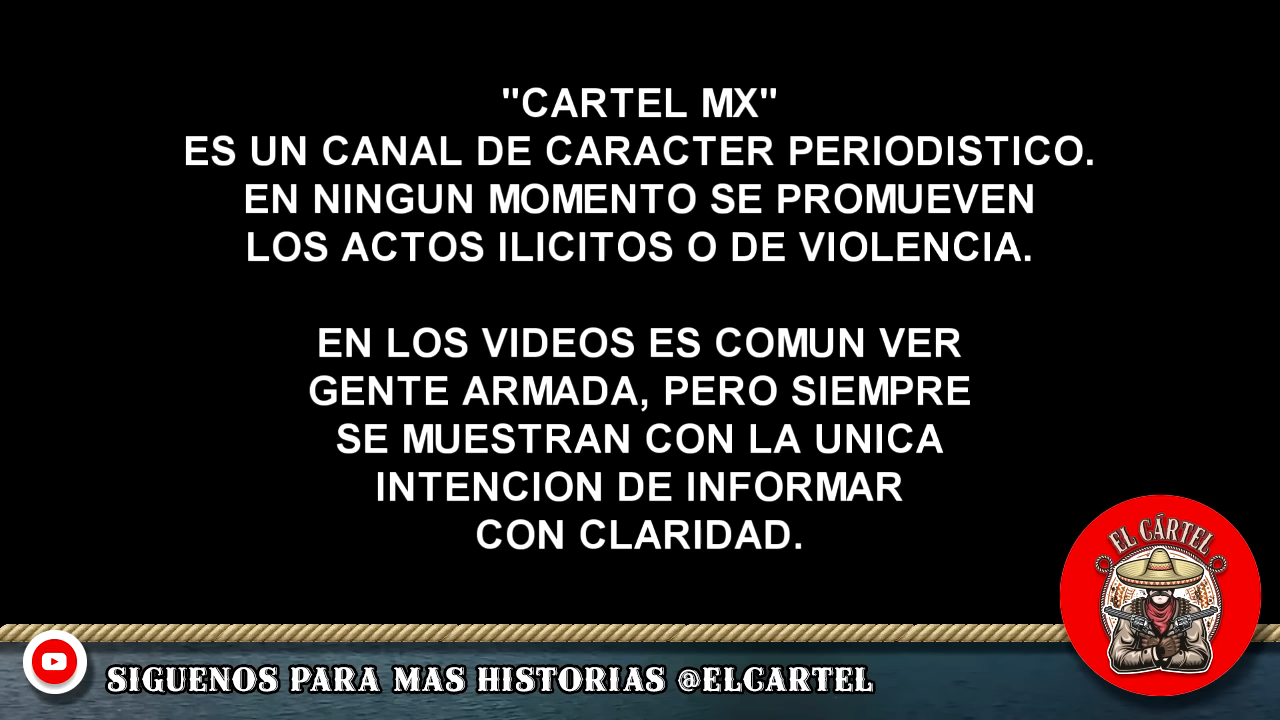 "CARTEL MX"
ES UN CANAL DE CARACTER PERIODISTICO.
EN NINGUN MOMENTO SE PROMUEVEN
LOS ACTOS ILICITOS O DE VIOLENCIA.
EN LOS VIDEOS ES COMUN VER
GENTE ARMADA, PERO SIEMPRE
SE MUESTRAN CON LA UNICA
INTENCION DE INFORMAR
CON CLARIDAD.
EL CÁRTEL
SIGUENOS PARA MAS HISTORIAS @ELCARTEL